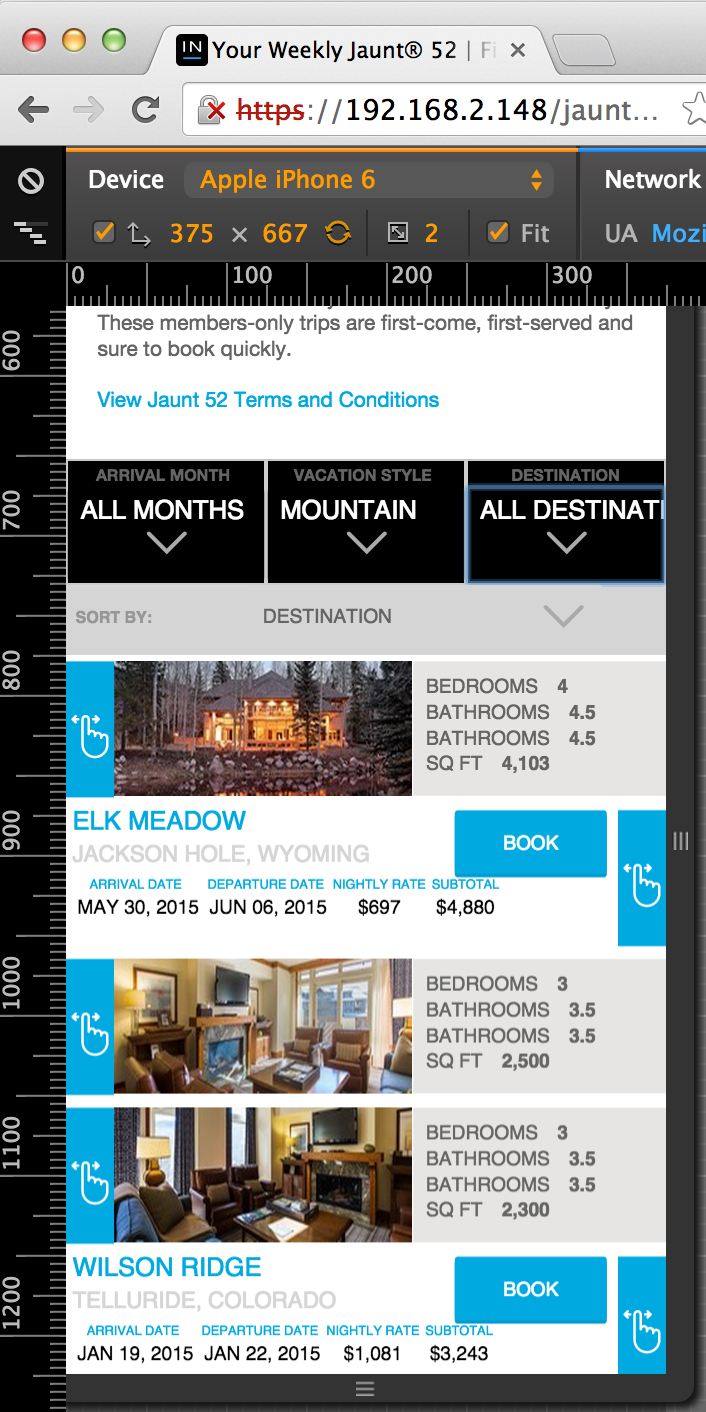 IN Your Weekly Jaunt® 52 | Fi
https://192.168.2.148/jaunt...
Device Apple iPhone 6 Network
375 × 667 2 Fit UA Mozi
0 100 200 300
600
700
800
900
1000
1100
1200
These members-only trips are first-come, first-served and
sure to book quickly.
View Jaunt 52 Terms and Conditions
ARRIVAL MONTH VACATION STYLE DESTINATION
ALL MONTHS MOUNTAIN ALL DESTINATI
SORT BY: DESTINATION
BEDROOMS 4
BATHROOMS 4.5
BATHROOMS 4.5
SQ FT 4,103
ELK MEADOW BOOK
JACKSON HOLE, WYOMING
ARRIVAL DATE DEPARTURE DATE NIGHTLY RATE SUBTOTAL
MAY 30, 2015 JUN 06, 2015 $697 $4,880
BEDROOMS 3
BATHROOMS 3.5
BATHROOMS 3.5
SQ FT 2,500
BEDROOMS 3
BATHROOMS 3.5
BATHROOMS 3.5
SQ FT 2,300
WILSON RIDGE BOOK
TELLURIDE, COLORADO
ARRIVAL DATE DEPARTURE DATE NIGHTLY RATE SUBTOTAL
JAN 19, 2015 JAN 22, 2015 $1,081 $3,243